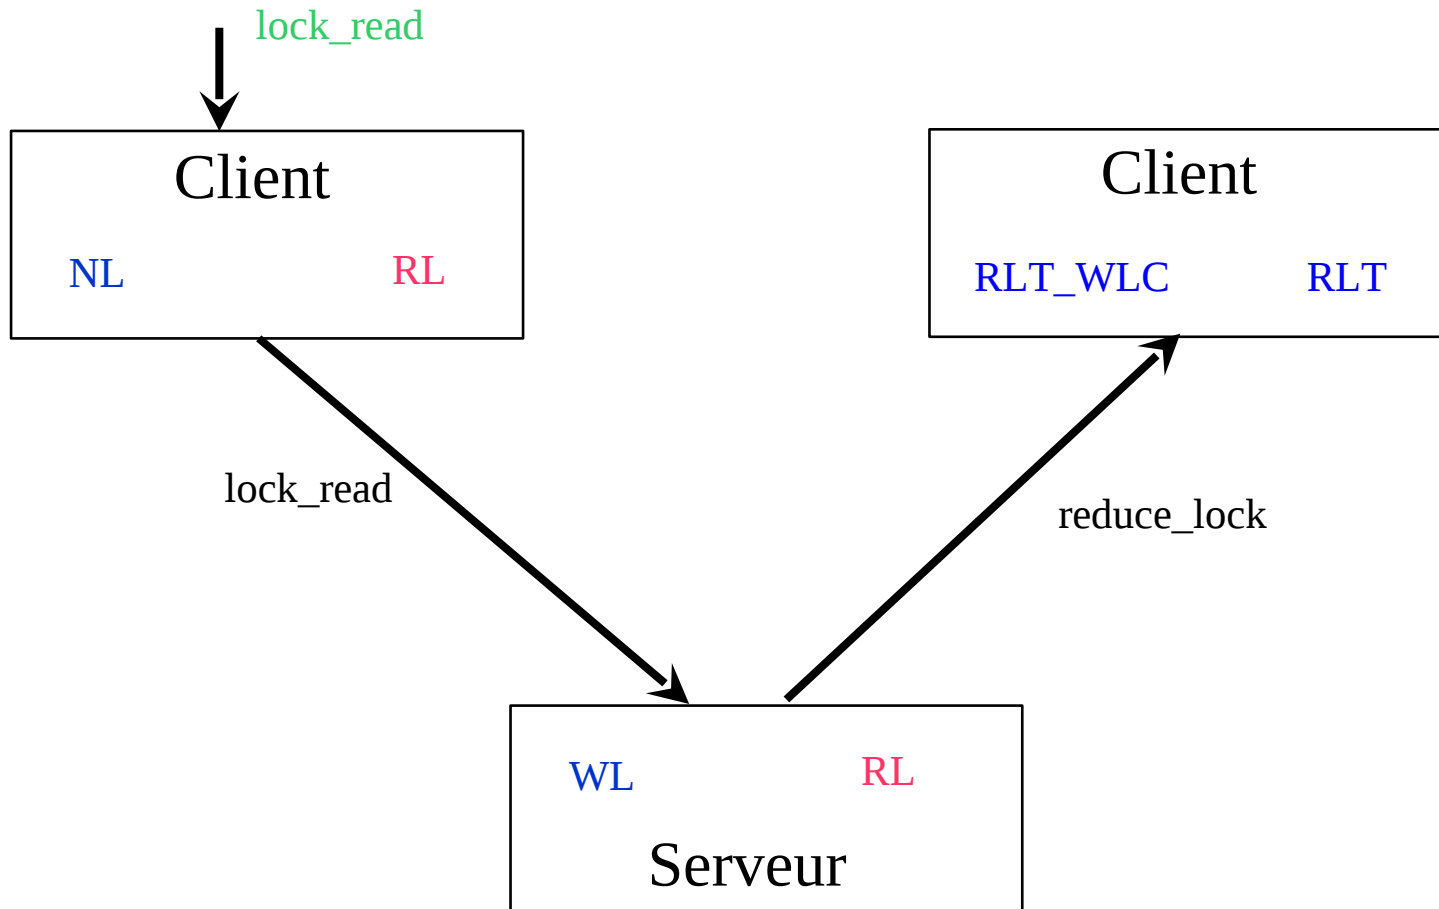 lock_read
Client
NL RL
Client
RLT_WLC RLT
lock_read
reduce_lock
WL RL
Serveur